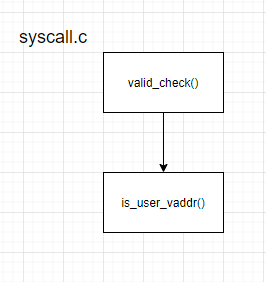 syscall.c
valid_check()
is_user_vaddr()